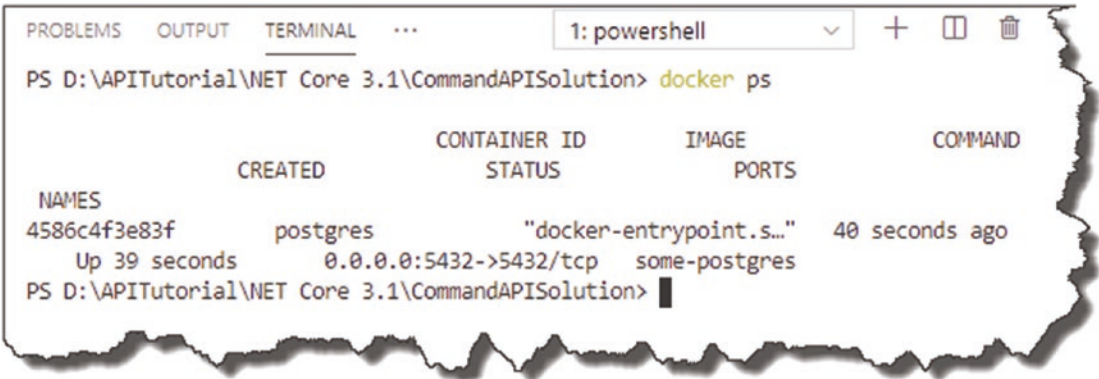 PROBLEMS OUTPUT TERMINAL ... 1: powershell
PS D:\APITutorial\NET Core 3.1\CommandAPISolution> docker ps
CONTAINER ID IMAGE COMMAND
CREATED STATUS PORTS
NAMES
4586c4f3e83f postgres "docker-entrypoint.s…" 40 seconds ago
Up 39 seconds 0.0.0.0:5432->5432/tcp some-postgres
PS D:\APITutorial\NET Core 3.1\CommandAPISolution>